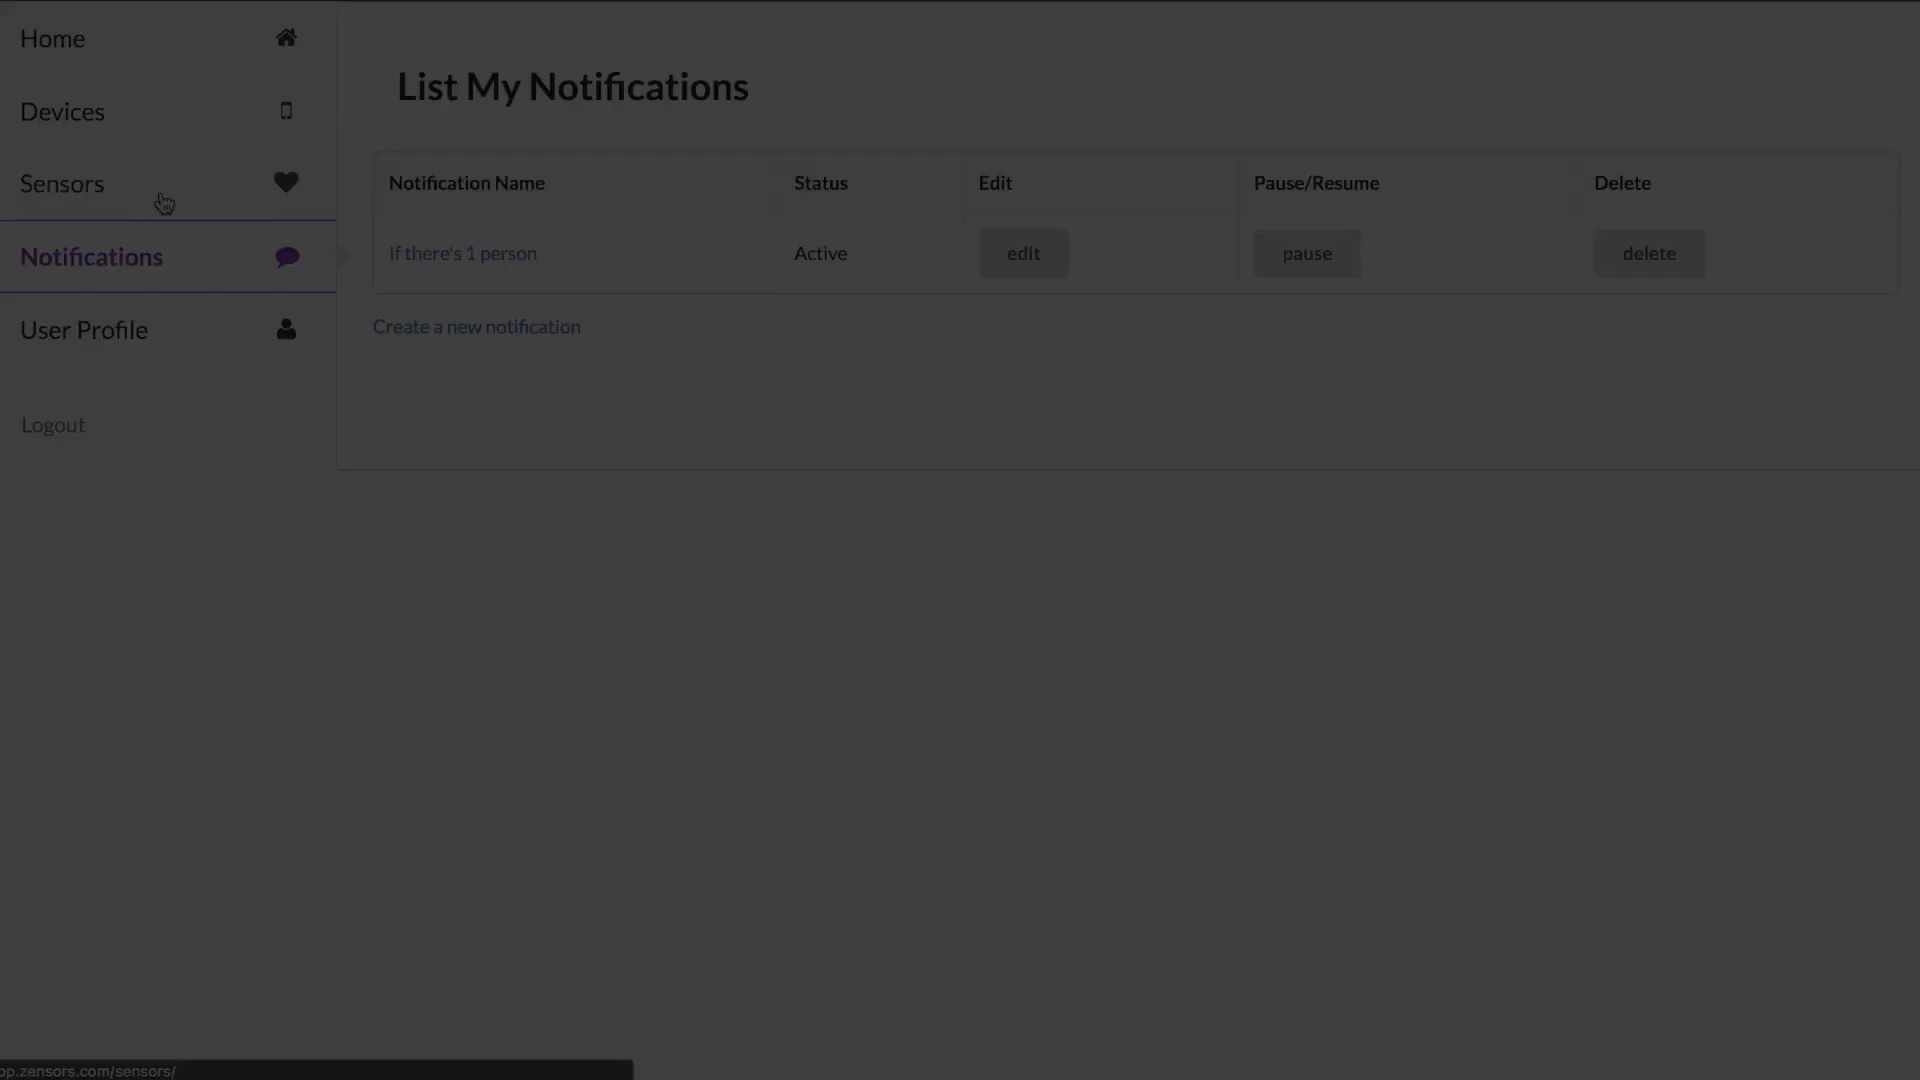 Home
Devices
Sensors
Notifications
User Profile
Logout
List My Notifications
Notification Name Status Edit Pause/Resume Delete
If there's 1 person Active edit pause delete
Create a new notification
pp.zensors.com/sensors/